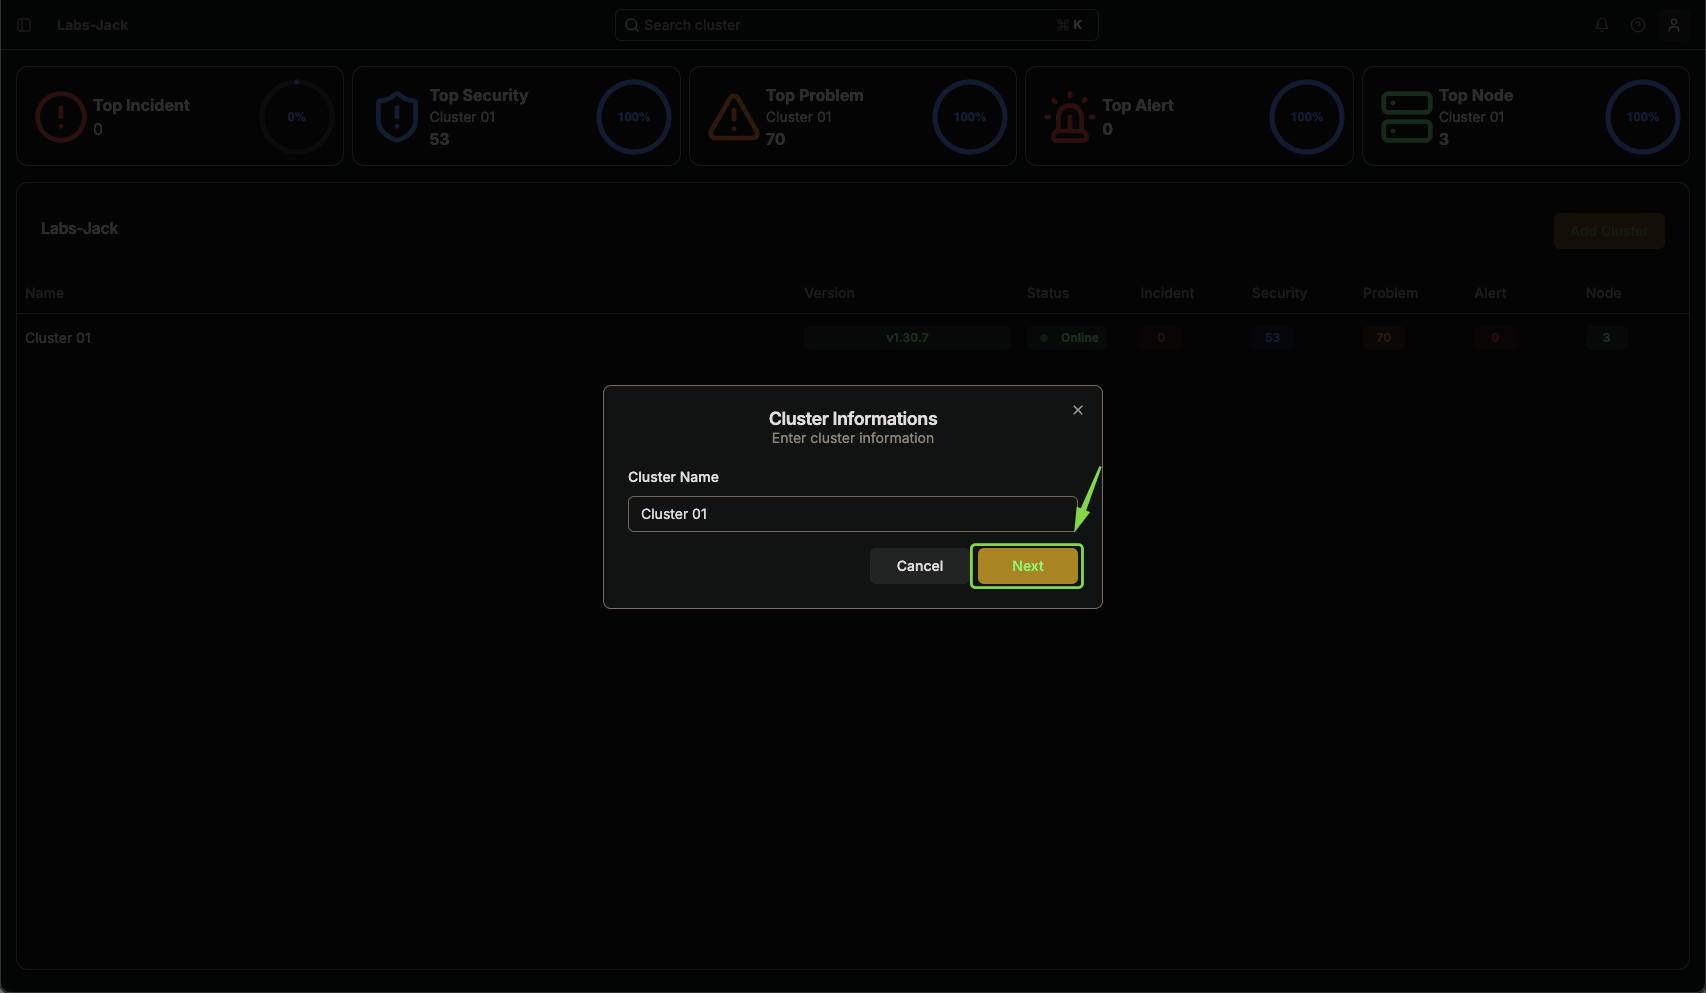 Labs-Jack
Search cluster
⌘ K
Top Incident
0
0%
Top Security
Cluster 01
53
100%
Top Problem
Cluster 01
70
100%
Top Alert
0
100%
Top Node
Cluster 01
3
100%
Labs-Jack
Add Cluster
Name Version Status Incident Security Problem Alert Node
Cluster 01 v1.30.7 Online 0 53 70 0 3
Cluster Informations
Enter cluster information
Cluster Name
Cluster 01
Cancel Next